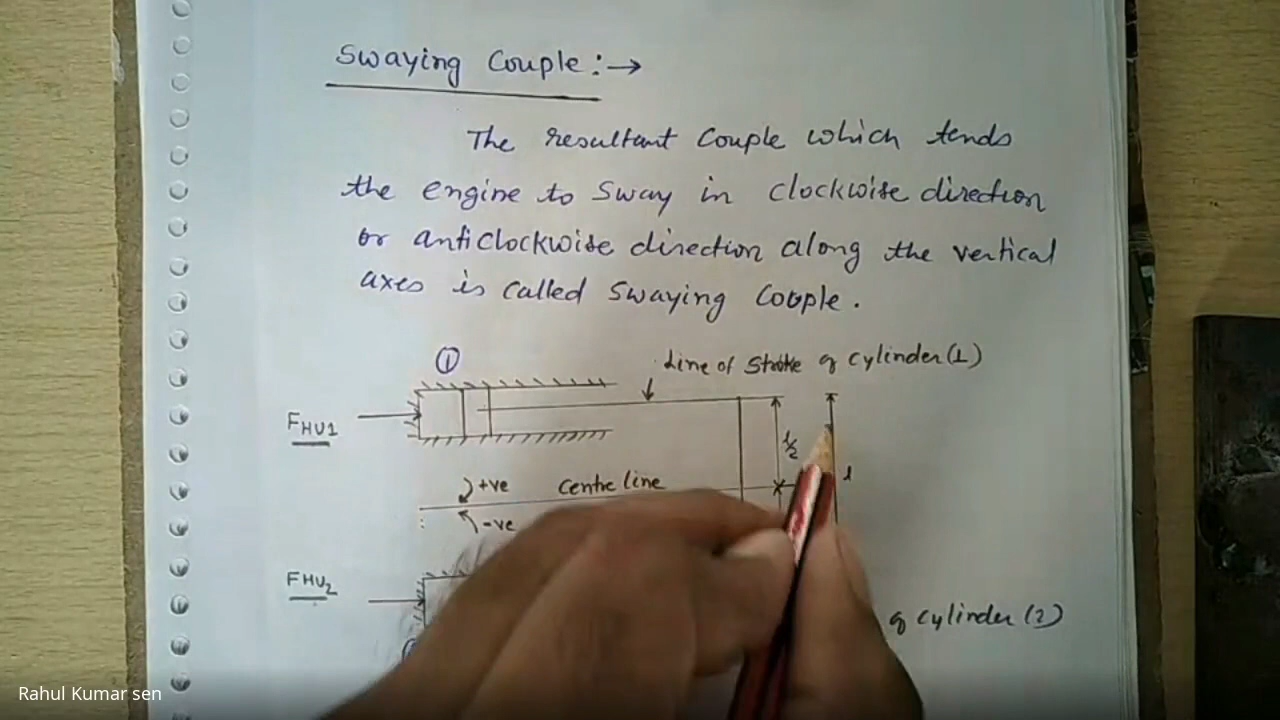 Swaying Couple :→
The resultant Couple which tends
the engine to sway in clockwise direction
or anticlockwise direction along the vertical
axes is called Swaying Couple.
①
Line of Stroke of cylinder (1)
FHU1
l/2
l
+ve
Centre line
-ve
FHU2
of cylinder (2)
Rahul Kumar sen